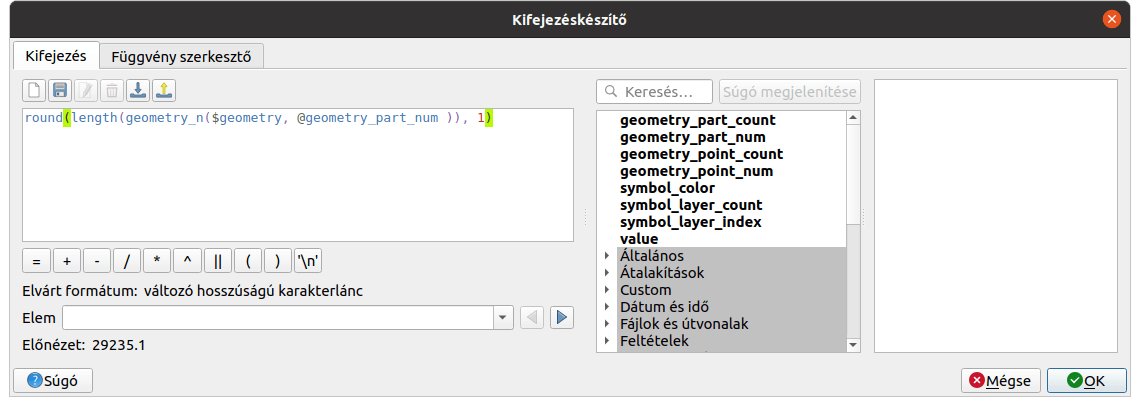 Kifejezéskészítő
Kifejezés
Függvény szerkesztő
round(length(geometry_n($geometry, @geometry_part_num )), 1)
= + - / * ^ || ( ) '\n'
Elvárt formátum: változó hosszúságú karakterlánc
Elem
Előnézet: 29235.1
Keresés…
Súgó megjelenítése
geometry_part_count
geometry_part_num
geometry_point_count
geometry_point_num
symbol_color
symbol_layer_count
symbol_layer_index
value
Általános
Átalakítások
Custom
Dátum és idő
Fájlok és útvonalak
Feltételek
Súgó
Mégse
OK